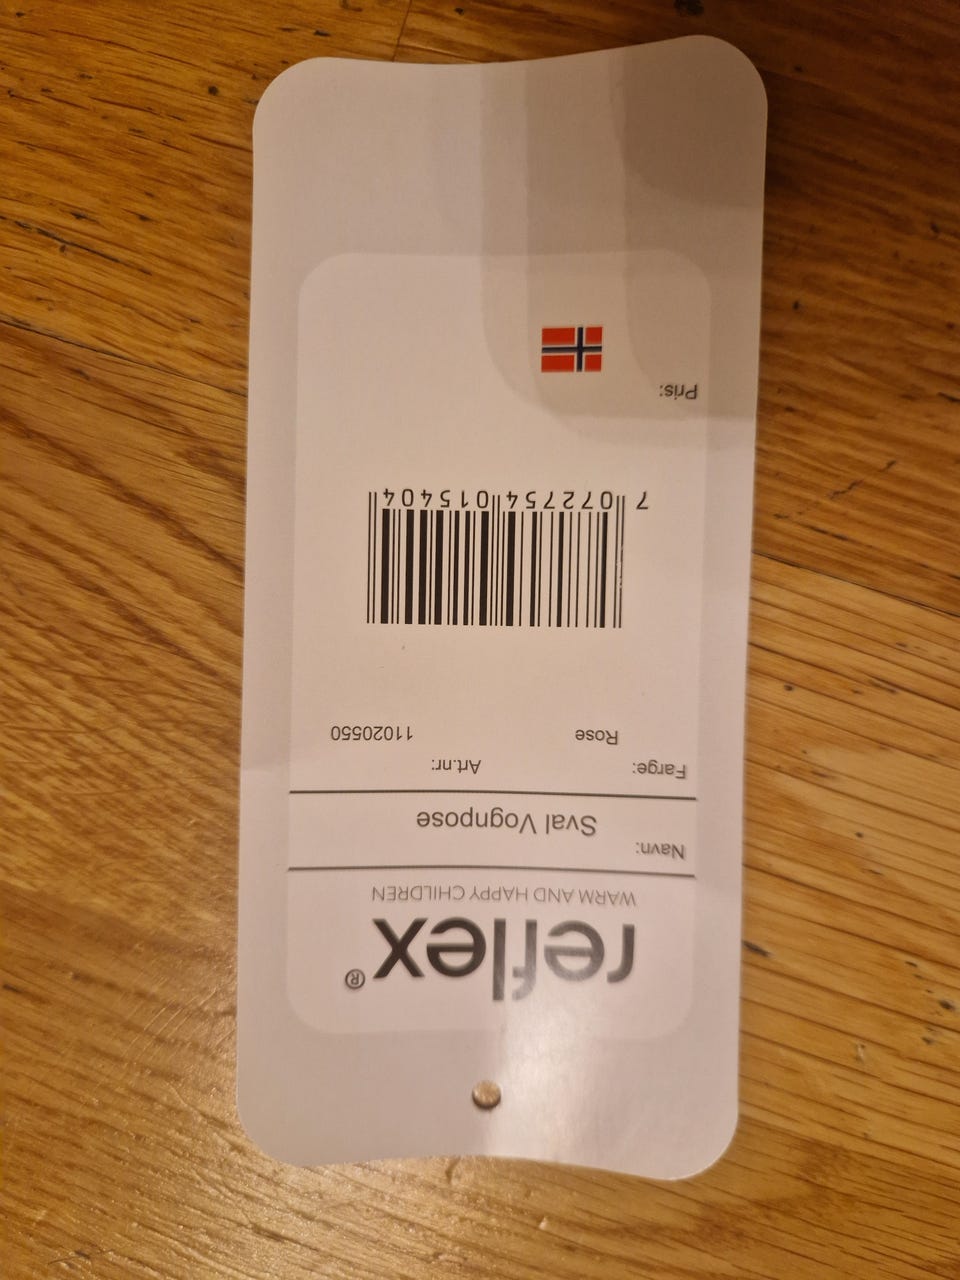 reflex®
WARM AND HAPPY CHILDREN
Navn:
Sval Vognpose
Farge: Art.nr:
Rose 11020550
7 072754 015404
Pris: